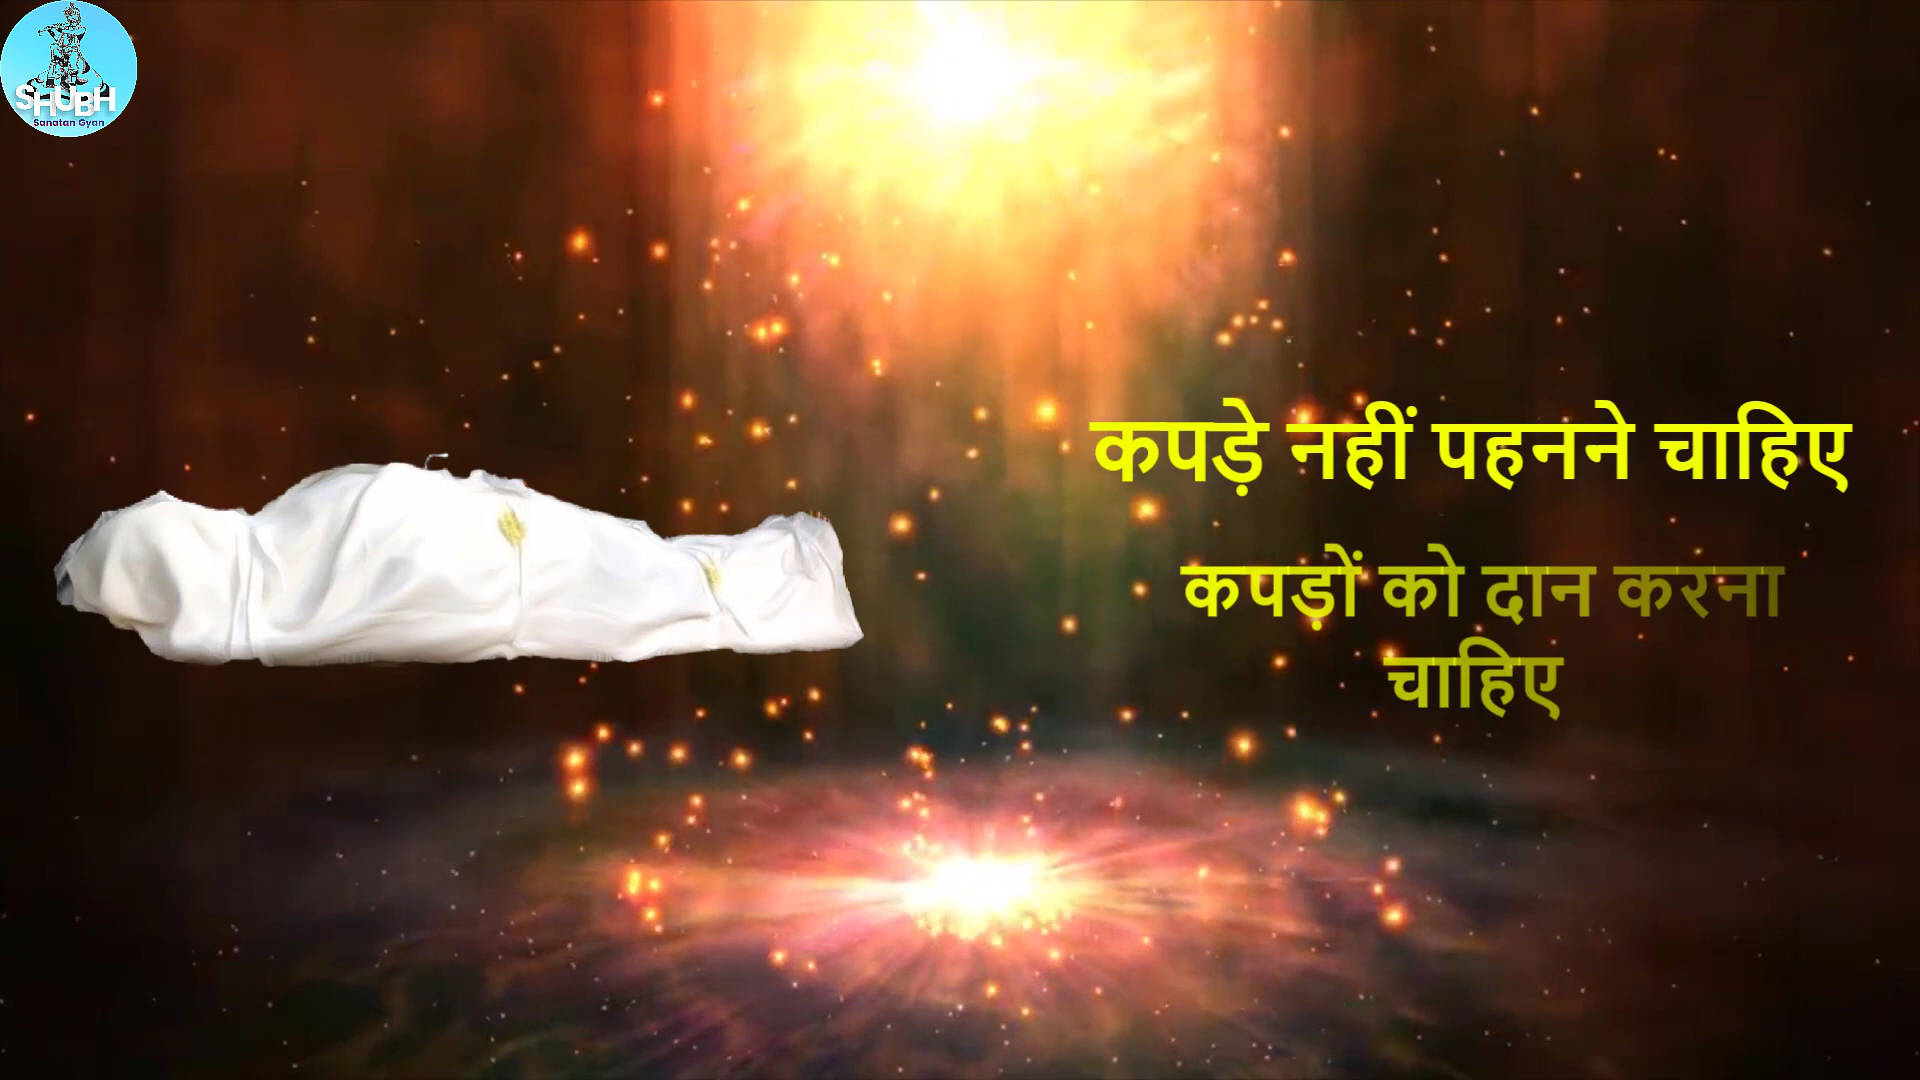 SHUBH
Sanatan Gyan
कपड़े नहीं पहनने चाहिए
कपड़ों को दान करना
चाहिए